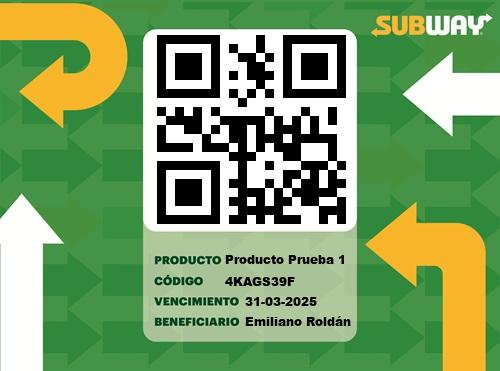 SUBWAY
PRODUCTO Producto Prueba 1
CÓDIGO 4KAGS39F
VENCIMIENTO 31-03-2025
BENEFICIARIO Emiliano Roldán